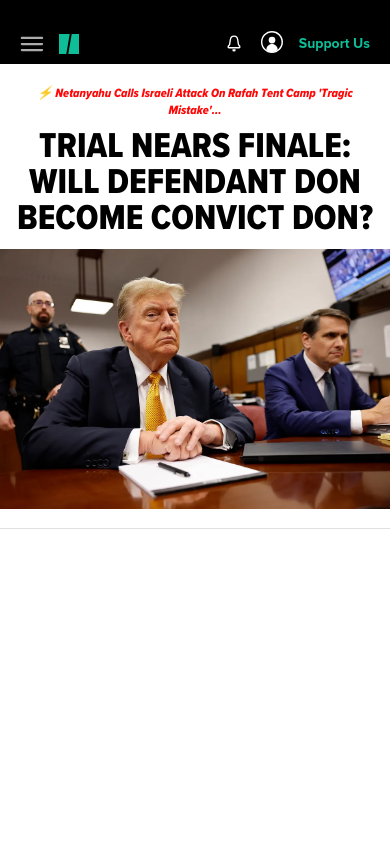 Support Us
⚡ Netanyahu Calls Israeli Attack On Rafah Tent Camp 'Tragic
Mistake'...
TRIAL NEARS FINALE:
WILL DEFENDANT DON
BECOME CONVICT DON?